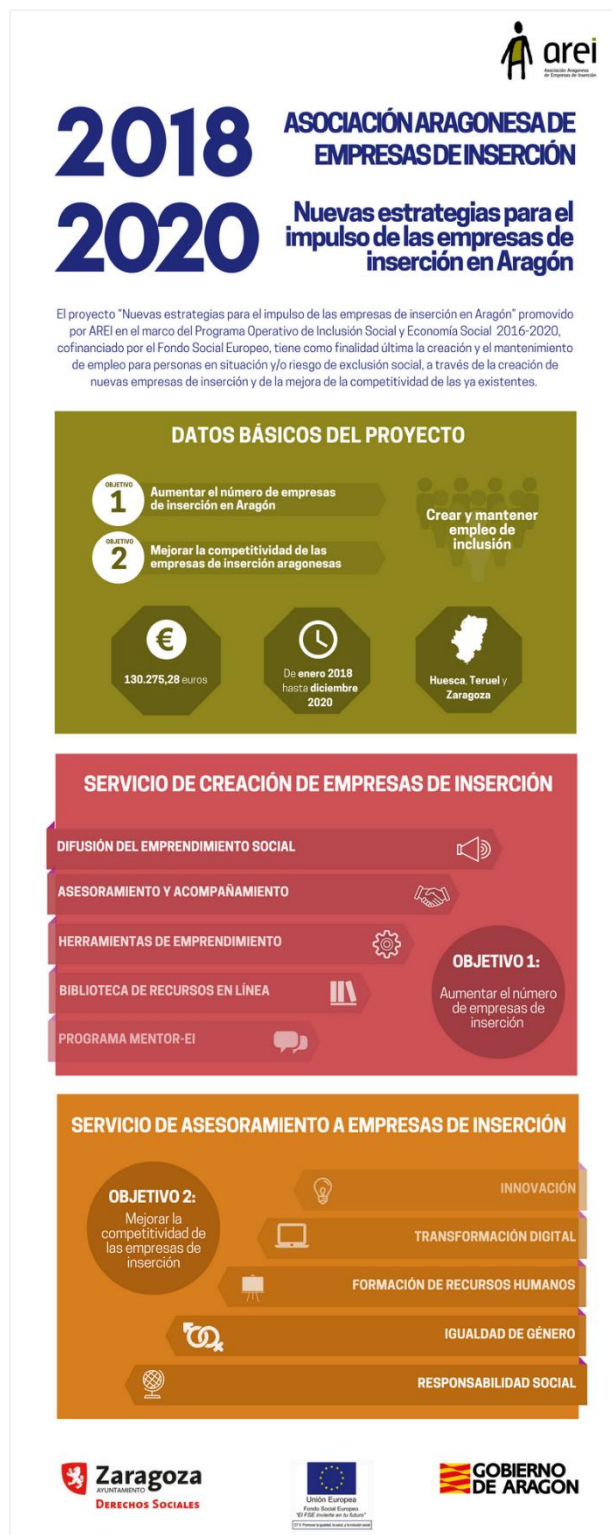 arei
Asociación Aragonesa
de Empresas de Inserción
2018
2020
ASOCIACIÓN ARAGONESA DE
EMPRESAS DE INSERCIÓN
Nuevas estrategias para el
impulso de las empresas de
inserción en Aragón
El proyecto "Nuevas estrategias para el impulso de las empresas de inserción en Aragón" promovido
por AREI en el marco del Programa Operativo de Inclusión Social y Economía Social 2016-2020,
cofinanciado por el Fondo Social Europeo, tiene como finalidad última la creación y el mantenimiento
de empleo para personas en situación y/o riesgo de exclusión social, a través de la creación de
nuevas empresas de inserción y de la mejora de la competitividad de las ya existentes.
DATOS BÁSICOS DEL PROYECTO
OBJETIVO
1
Aumentar el número de empresas
de inserción en Aragón
OBJETIVO
2
Mejorar la competitividad de las
empresas de inserción aragonesas
Crear y mantener
empleo de
inclusión
€
130.275,28 euros
De enero 2018
hasta diciembre
2020
Huesca, Teruel y
Zaragoza
SERVICIO DE CREACIÓN DE EMPRESAS DE INSERCIÓN
DIFUSIÓN DEL EMPRENDIMIENTO SOCIAL
ASESORAMIENTO Y ACOMPAÑAMIENTO
HERRAMIENTAS DE EMPRENDIMIENTO
BIBLIOTECA DE RECURSOS EN LÍNEA
PROGRAMA MENTOR-EI
OBJETIVO 1:
Aumentar el número
de empresas de
inserción
SERVICIO DE ASESORAMIENTO A EMPRESAS DE INSERCIÓN
OBJETIVO 2:
Mejorar la
competitividad de
las empresas de
inserción
INNOVACIÓN
TRANSFORMACIÓN DIGITAL
FORMACIÓN DE RECURSOS HUMANOS
IGUALDAD DE GÉNERO
RESPONSABILIDAD SOCIAL
Zaragoza
AYUNTAMIENTO
DERECHOS SOCIALES
Unión Europea
Fondo Social Europeo
"El FSE invierte en tu futuro"
GOBIERNO
DE ARAGON